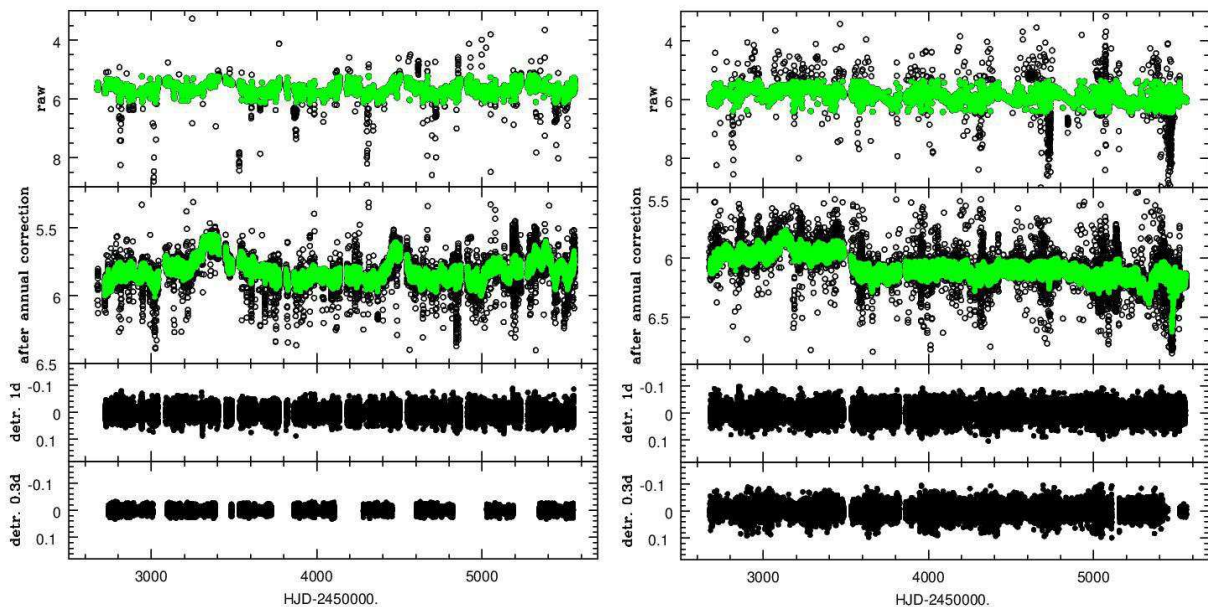 4
6
8
raw
5.5
6
6.5
after annual correction
-0.1
0
0.1
detr. 1d
-0.1
0
0.1
detr. 0.3d
3000 4000 5000
HJD-2450000.
4
6
8
raw
5.5
6
6.5
after annual correction
-0.1
0
0.1
detr. 1d
-0.1
0
0.1
detr. 0.3d
3000 4000 5000
HJD-2450000.